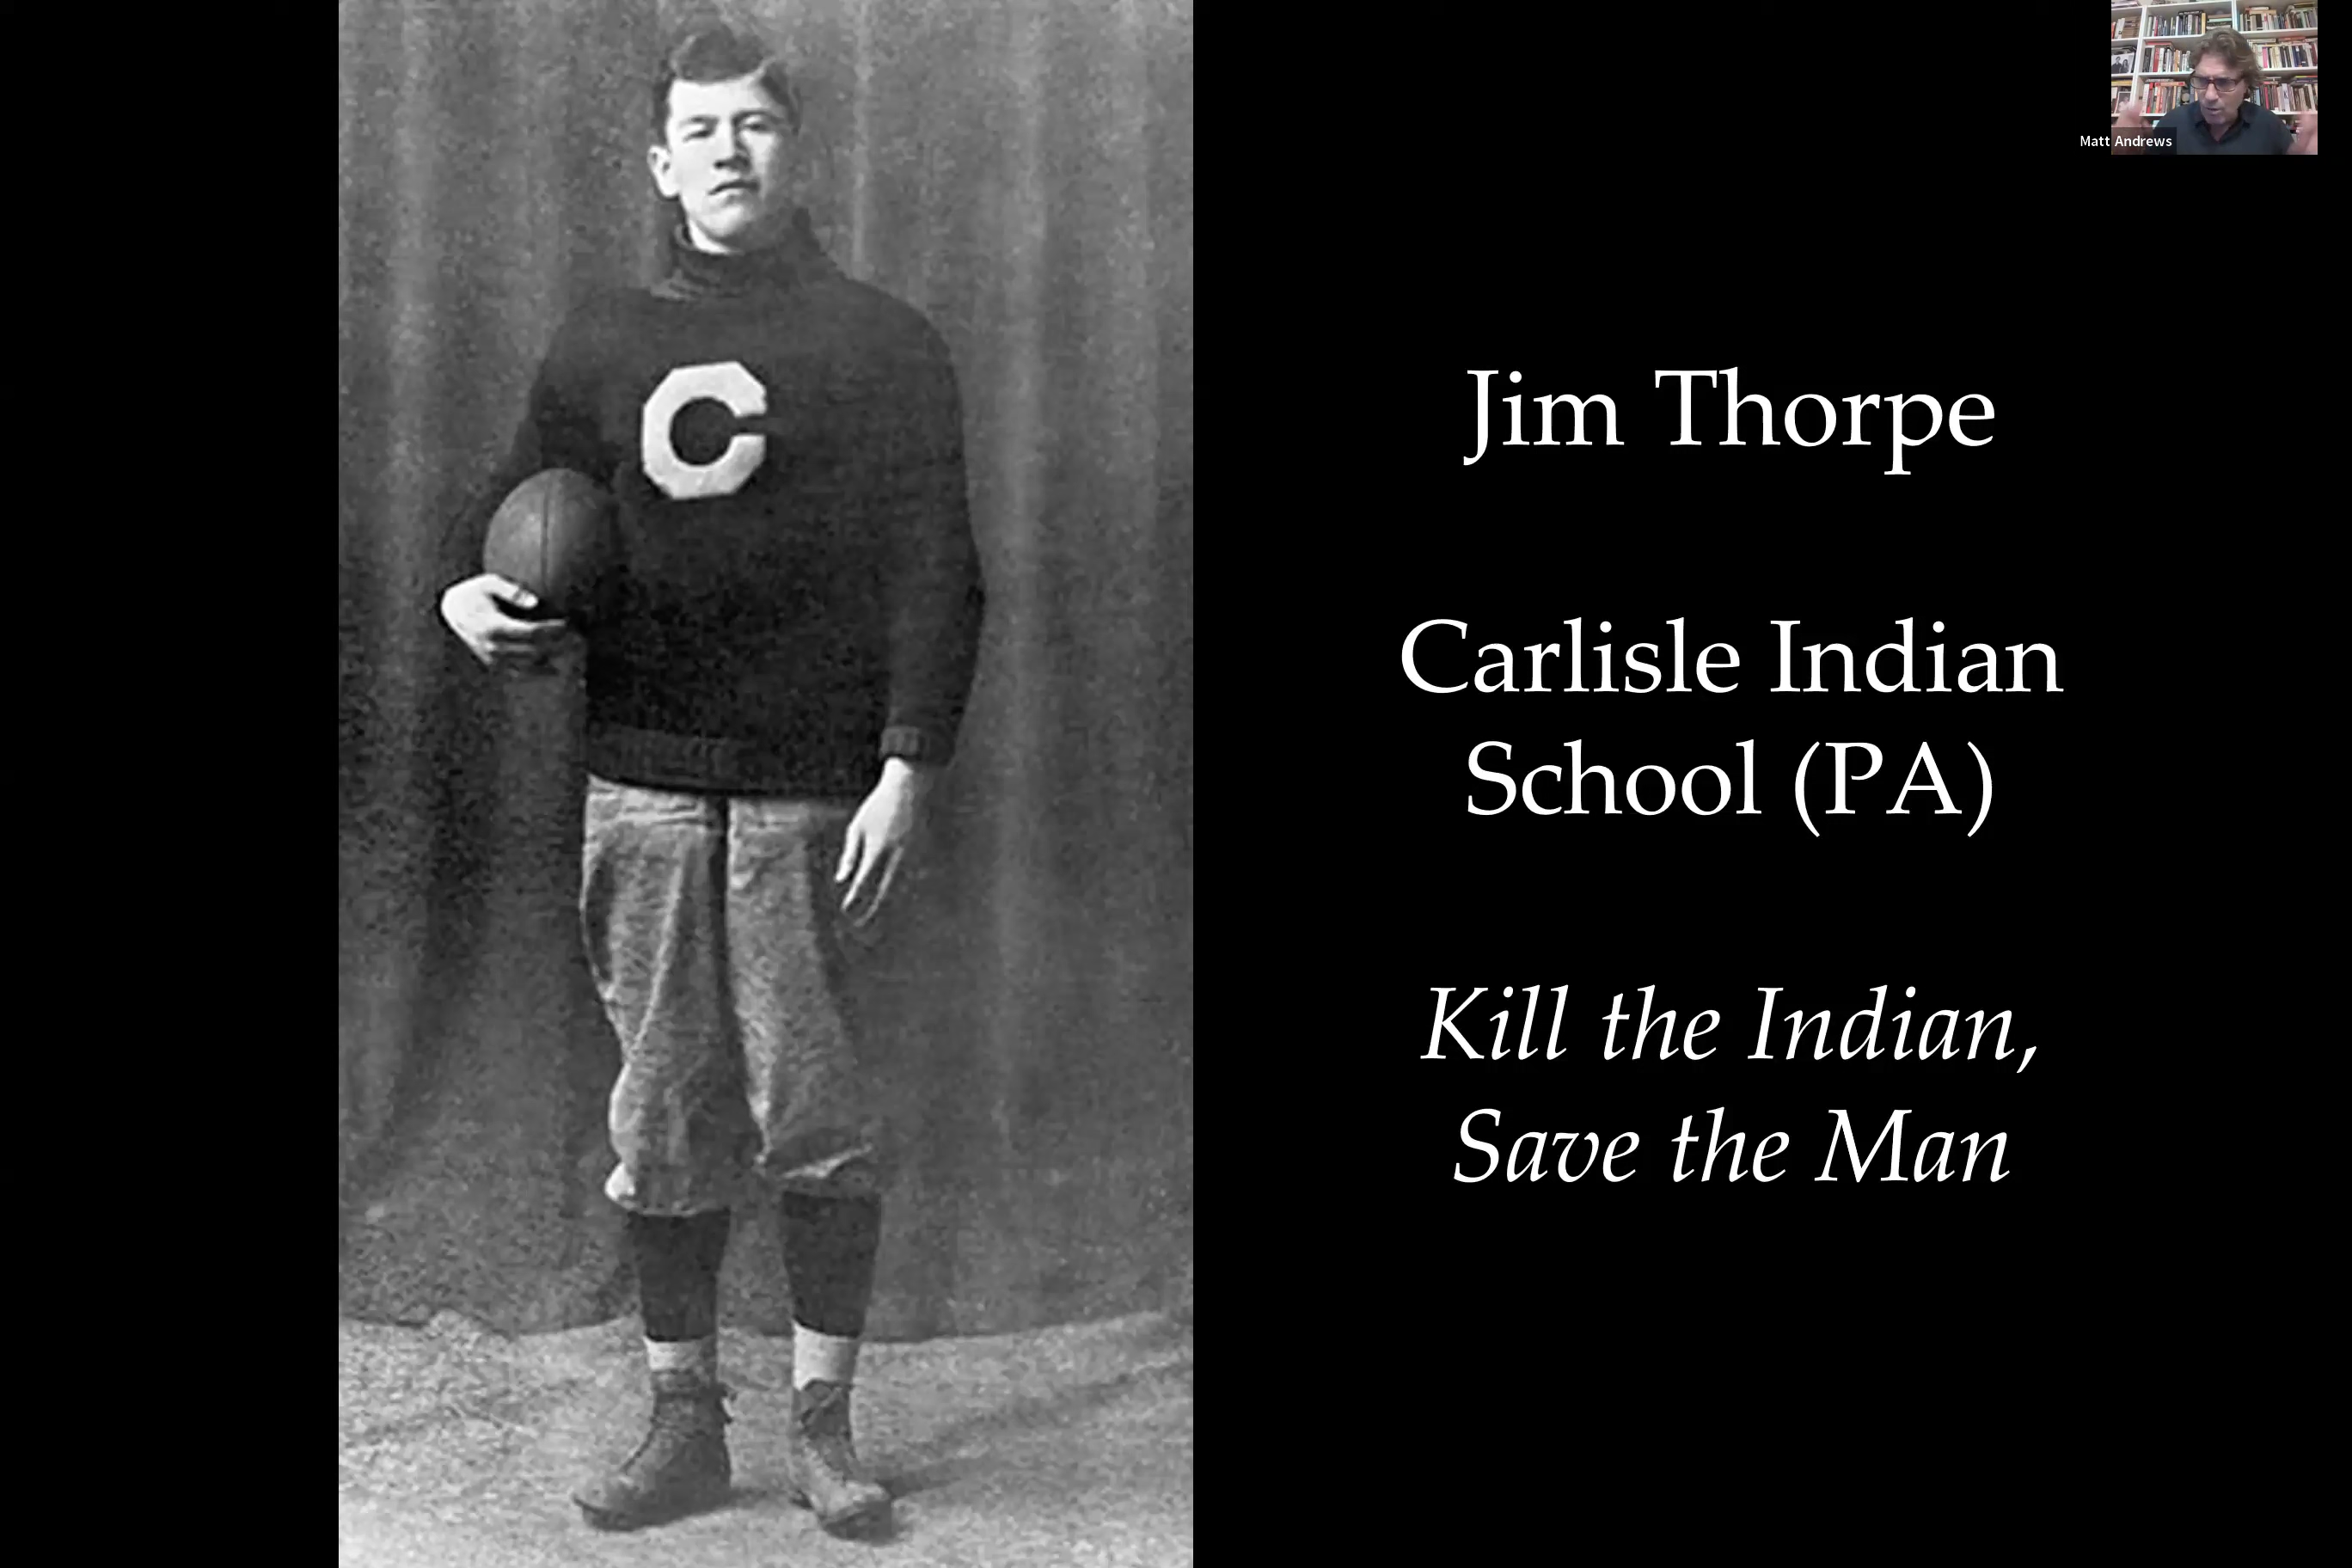 Matt Andrews
C
Jim Thorpe
Carlisle Indian
School (PA)
Kill the Indian,
Save the Man